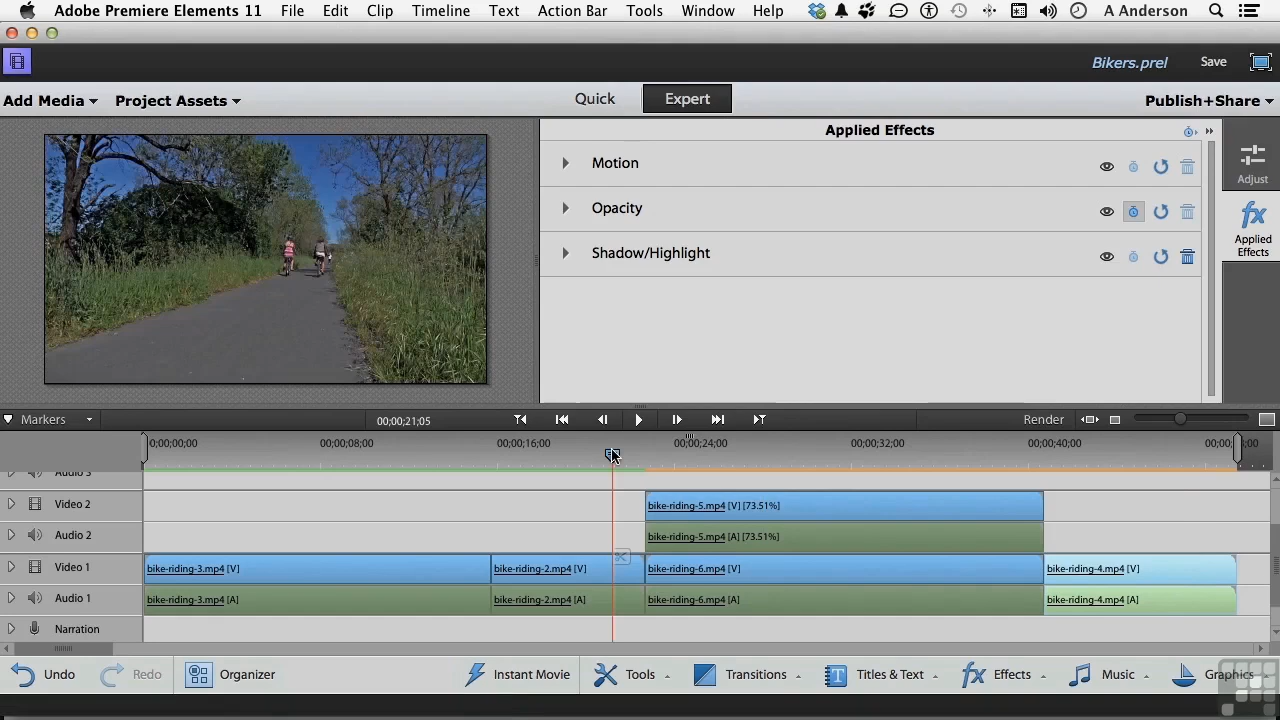 Adobe Premiere Elements 11 File Edit Clip Timeline Text Action Bar Tools Window Help A Anderson
Bikers.prel Save
Add Media Project Assets Quick Expert Publish+Share
Applied Effects
Motion
Adjust
Opacity
Applied
Effects
Shadow/Highlight
Markers 00;00;21;05 Render
00;00;00;00 00;00;08;00 00;00;16;00 00;00;24;00 00;00;32;00 00;00;40;00
Audio 3
Video 2 bike-riding-5.mp4 [V] [73.51%]
Audio 2 bike-riding-5.mp4 [A] [73.51%]
Video 1 bike-riding-3.mp4 [V] bike-riding-2.mp4 [V] bike-riding-6.mp4 [V] bike-riding-4.mp4 [V]
Audio 1 bike-riding-3.mp4 [A] bike-riding-2.mp4 [A] bike-riding-6.mp4 [A] bike-riding-4.mp4 [A]
Narration
Undo Redo Organizer Instant Movie Tools Transitions T Titles & Text fx Effects Music Graphics